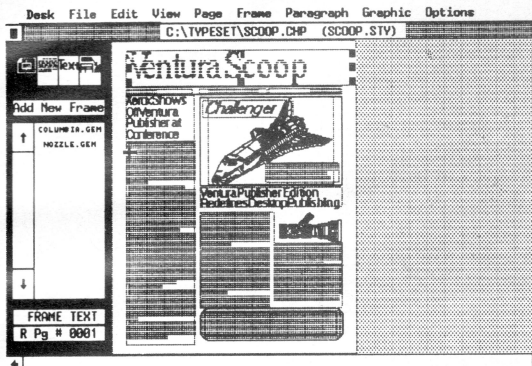 Desk File Edit View Page Frame Paragraph Graphic Options
C:\TYPESET\SCOOP.CHP (SCOOP.STY)
Text
Add New Frame
COLUMBIA.GEM
NOZZLE.GEM
FRAME TEXT
R Pg # 0001
Ventura Scoop
Xerox Shows
Off Ventura
Publisher at
Conference
Challenger
Ventura Publisher Edition
Redefines Desktop Publishing